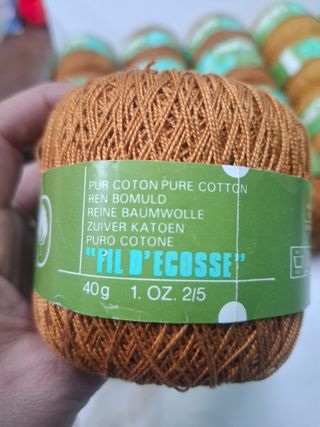 PUR COTON PURE COTTON
REN BOMULD
REINE BAUMWOLLE
ZUIVER KATOEN
PURO COTONE
"FIL D'ECOSSE"
40g 1. OZ. 2/5